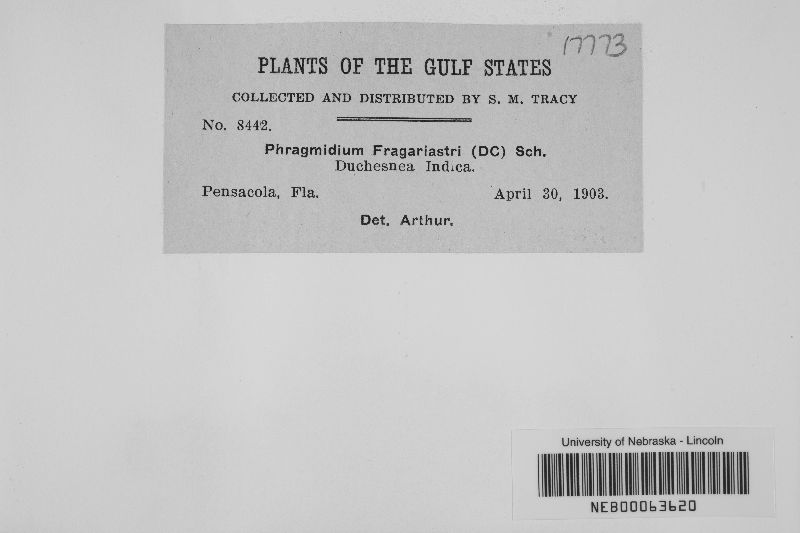 17773
PLANTS OF THE GULF STATES
COLLECTED AND DISTRIBUTED BY S. M. TRACY
No. 8442.
Phragmidium Fragariastri (DC) Sch.
Duchesnea Indica.
Pensacola, Fla. April 30, 1903.
Det. Arthur.
University of Nebraska - Lincoln
NEB00063620